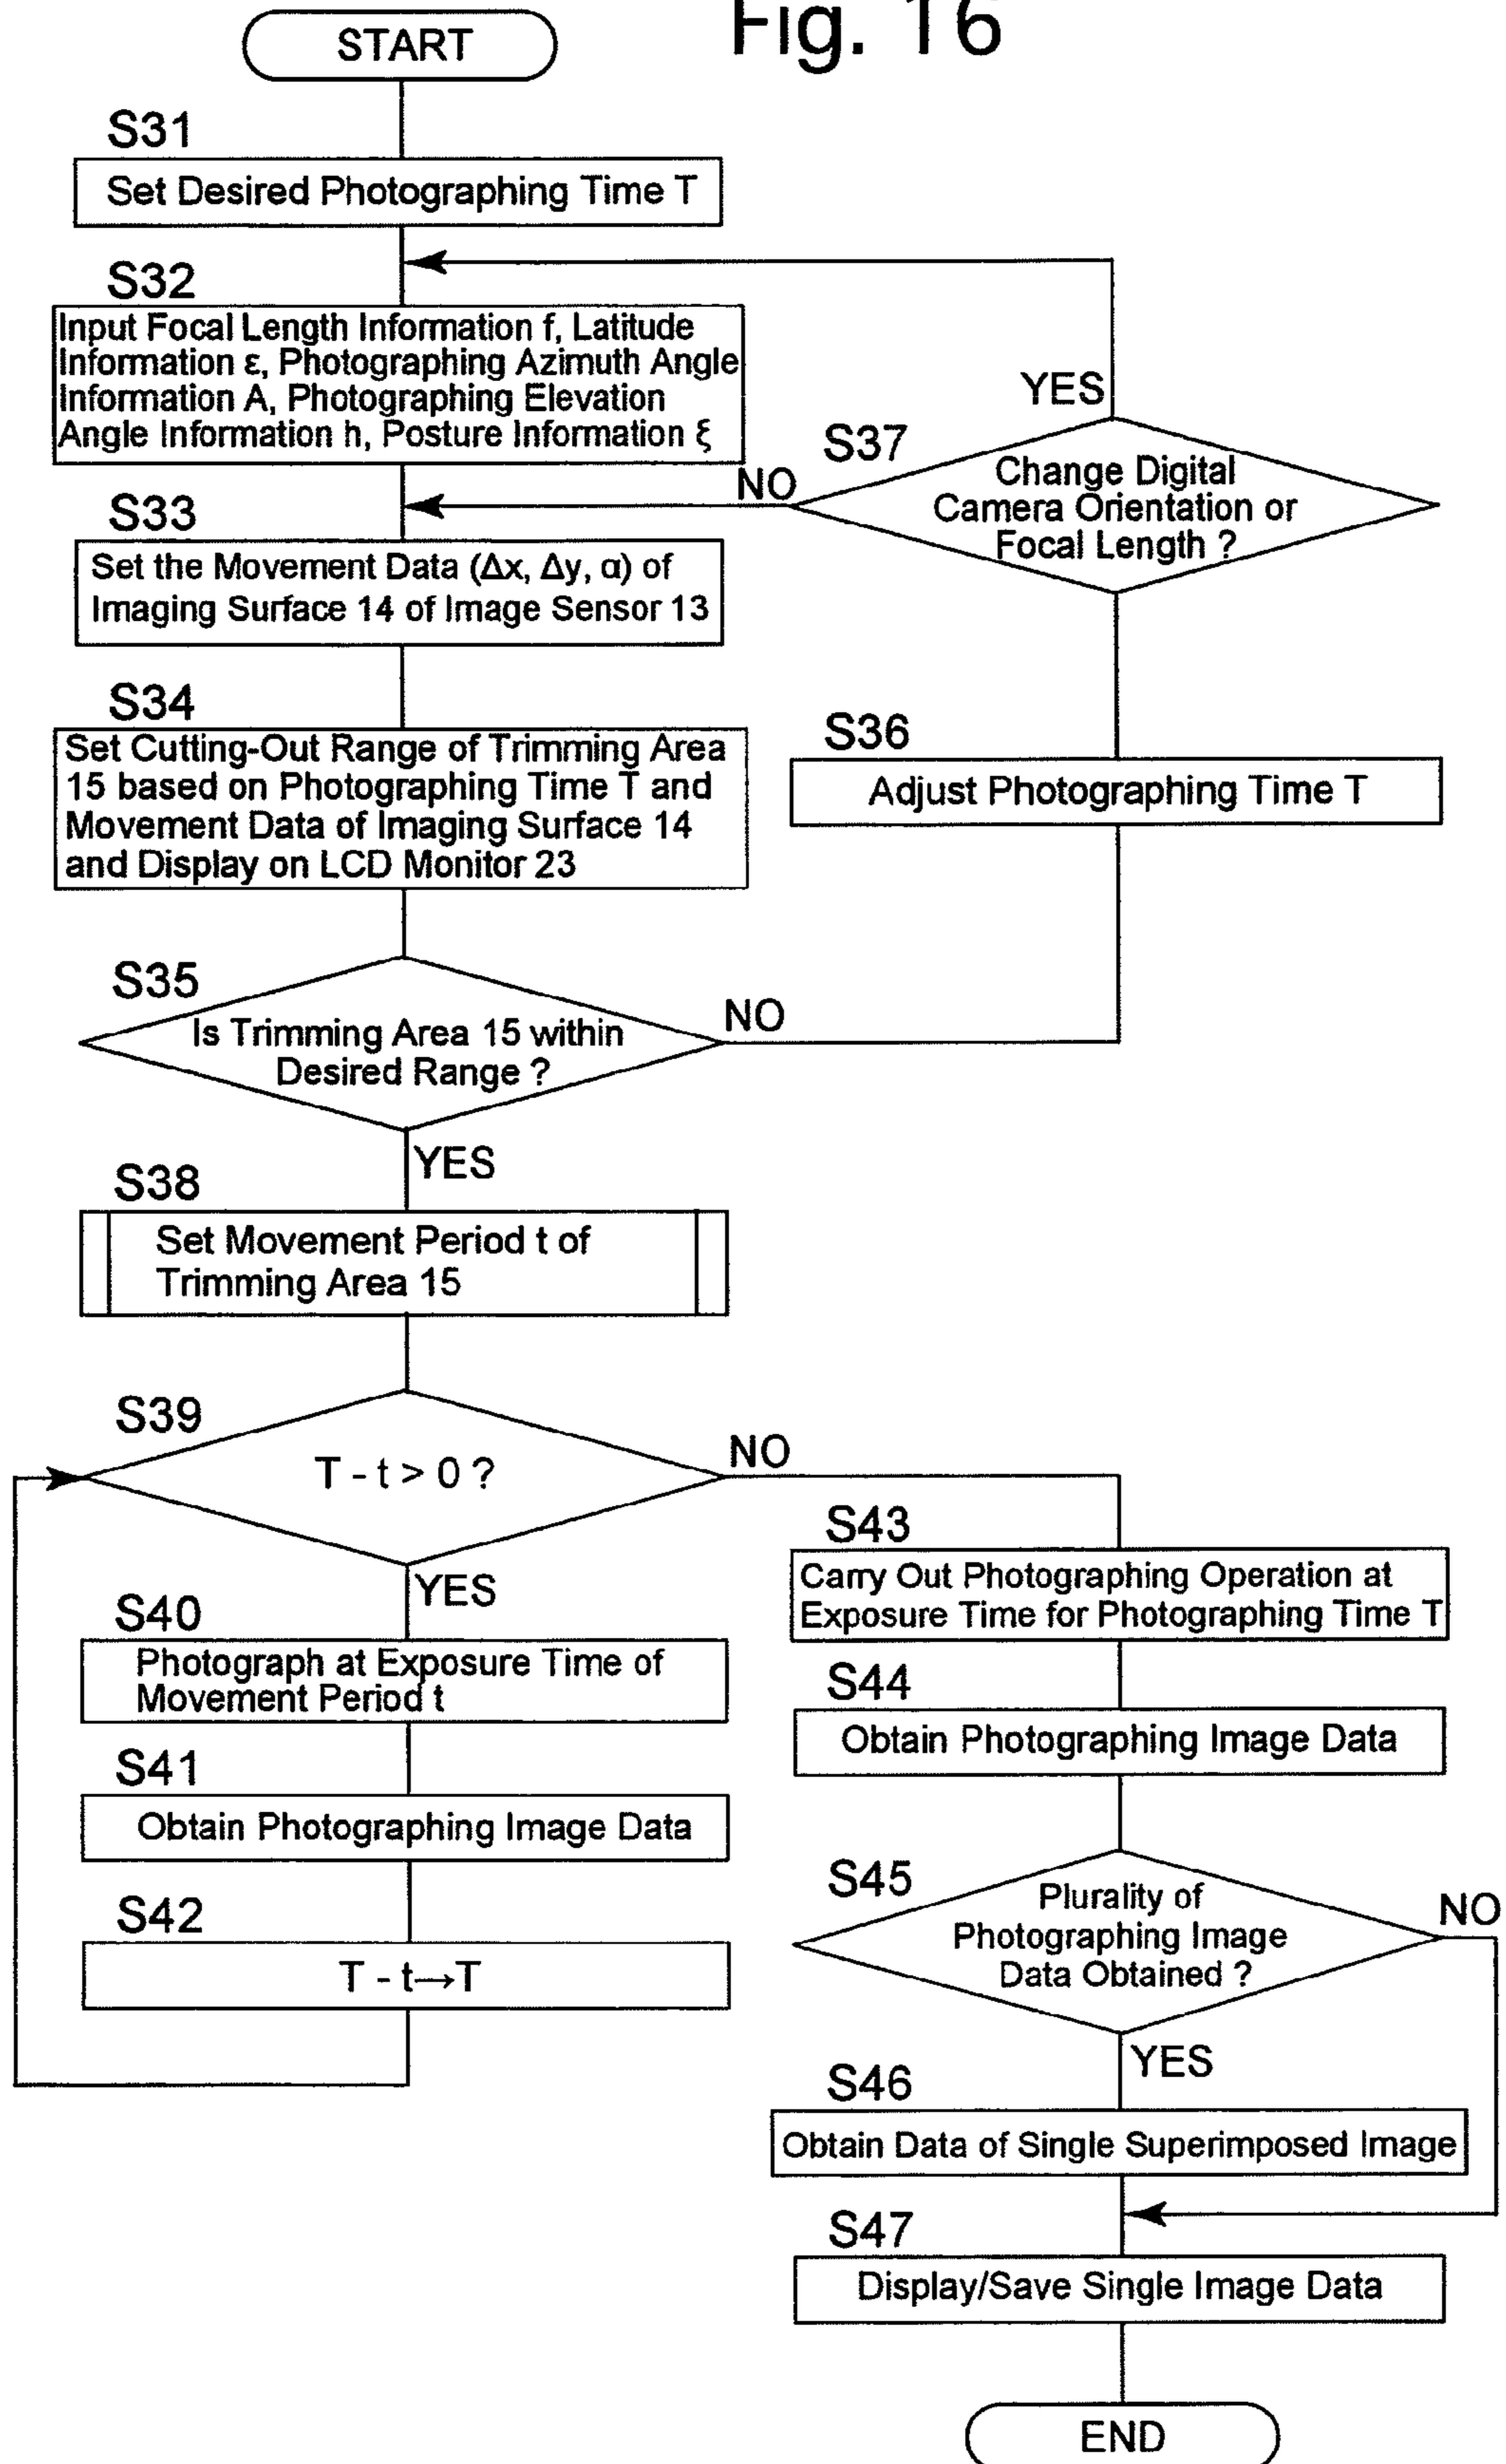 Fig. 16
START
S31
Set Desired Photographing Time T
S32
Input Focal Length Information f, Latitude
Information ε, Photographing Azimuth Angle
Information A, Photographing Elevation
Angle Information h, Posture Information ξ
S33
Set the Movement Data (Δx, Δy, α) of
Imaging Surface 14 of Image Sensor 13
S34
Set Cutting-Out Range of Trimming Area
15 based on Photographing Time T and
Movement Data of Imaging Surface 14
and Display on LCD Monitor 23
S35
Is Trimming Area 15 within
Desired Range ?
NO
YES
S36
Adjust Photographing Time T
S37
Change Digital
Camera Orientation or
Focal Length ?
YES
NO
S38
Set Movement Period t of
Trimming Area 15
S39
T - t > 0 ?
NO
YES
S40
Photograph at Exposure Time of
Movement Period t
S41
Obtain Photographing Image Data
S42
T - t→T
S43
Carry Out Photographing Operation at
Exposure Time for Photographing Time T
S44
Obtain Photographing Image Data
S45
Plurality of
Photographing Image
Data Obtained ?
NO
YES
S46
Obtain Data of Single Superimposed Image
S47
Display/Save Single Image Data
END